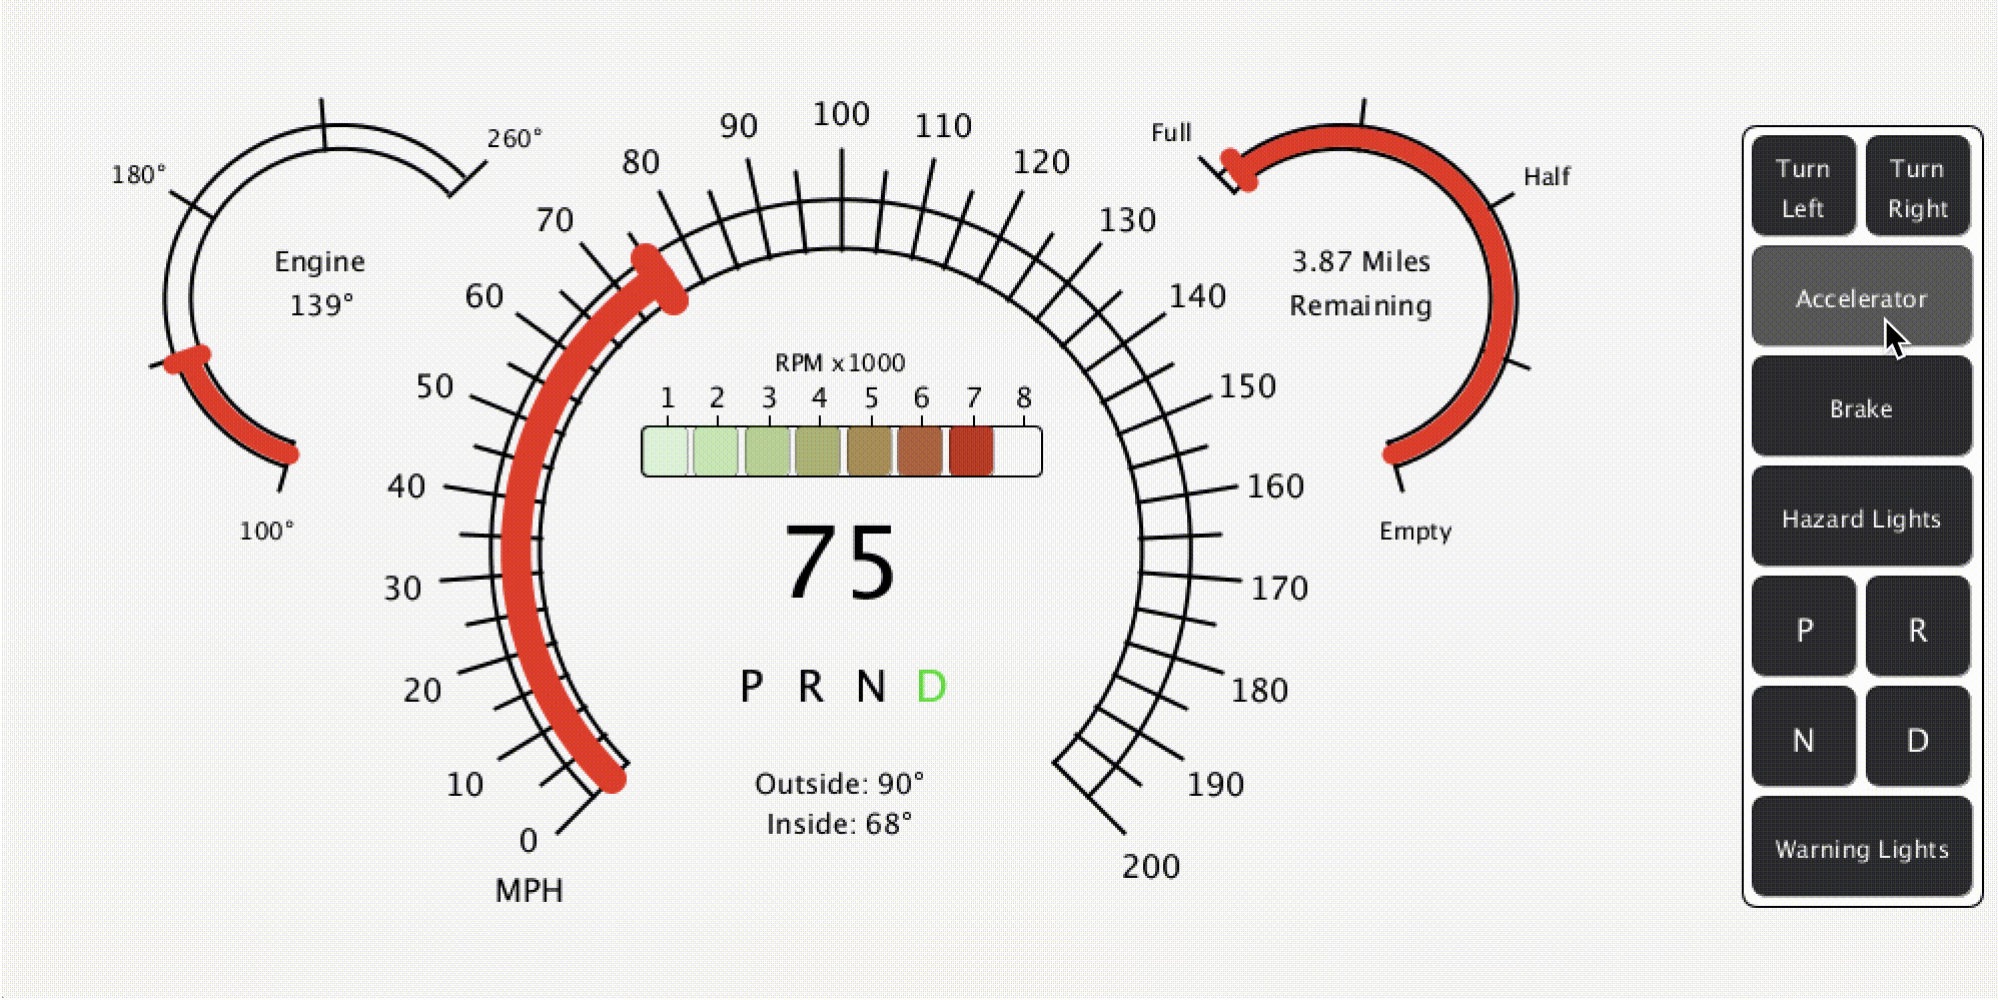 260°
180°
Engine
139°
100°
0
10
20
30
40
50
60
70
80
90
100
110
120
130
140
150
160
170
180
190
200
MPH
RPM x1000
1 2 3 4 5 6 7 8
75
P R N D
Outside: 90°
Inside: 68°
Full
Half
3.87 Miles
Remaining
Empty
Turn
Left
Turn
Right
Accelerator
Brake
Hazard Lights
P
R
N
D
Warning Lights